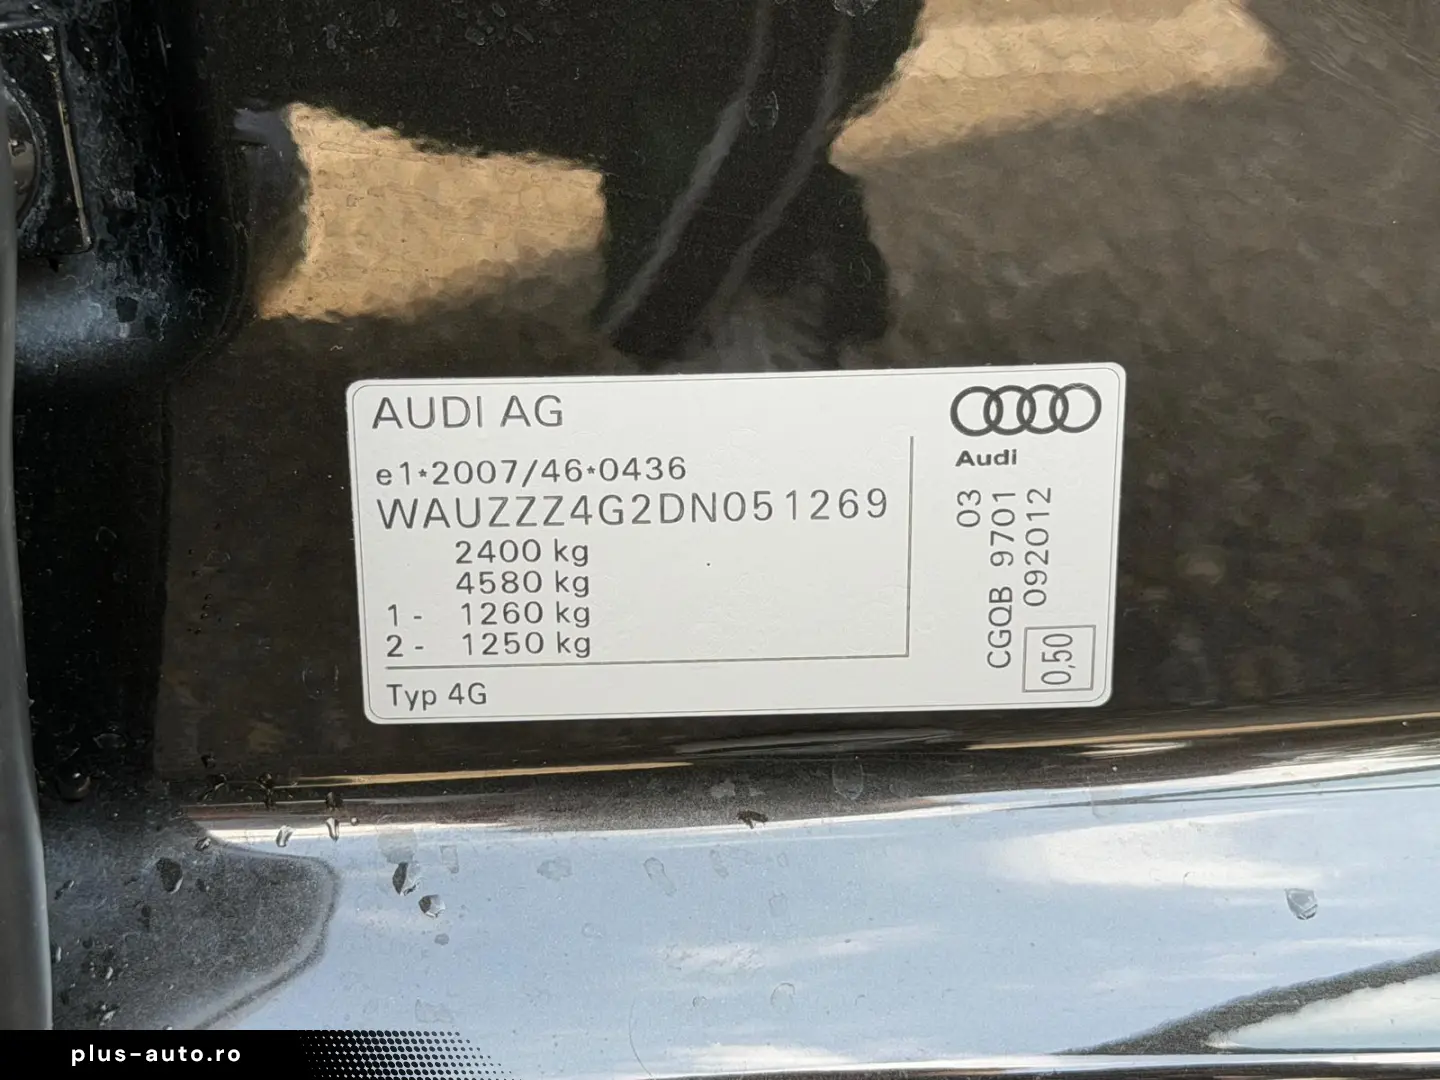 AUDI AG
e1*2007/46*0436
WAUZZZ4G2DN051269
2400 kg
4580 kg
1 - 1260 kg
2 - 1250 kg
Typ 4G
Audi
03
CGQB 9701
092012
0,50
plus-auto.ro